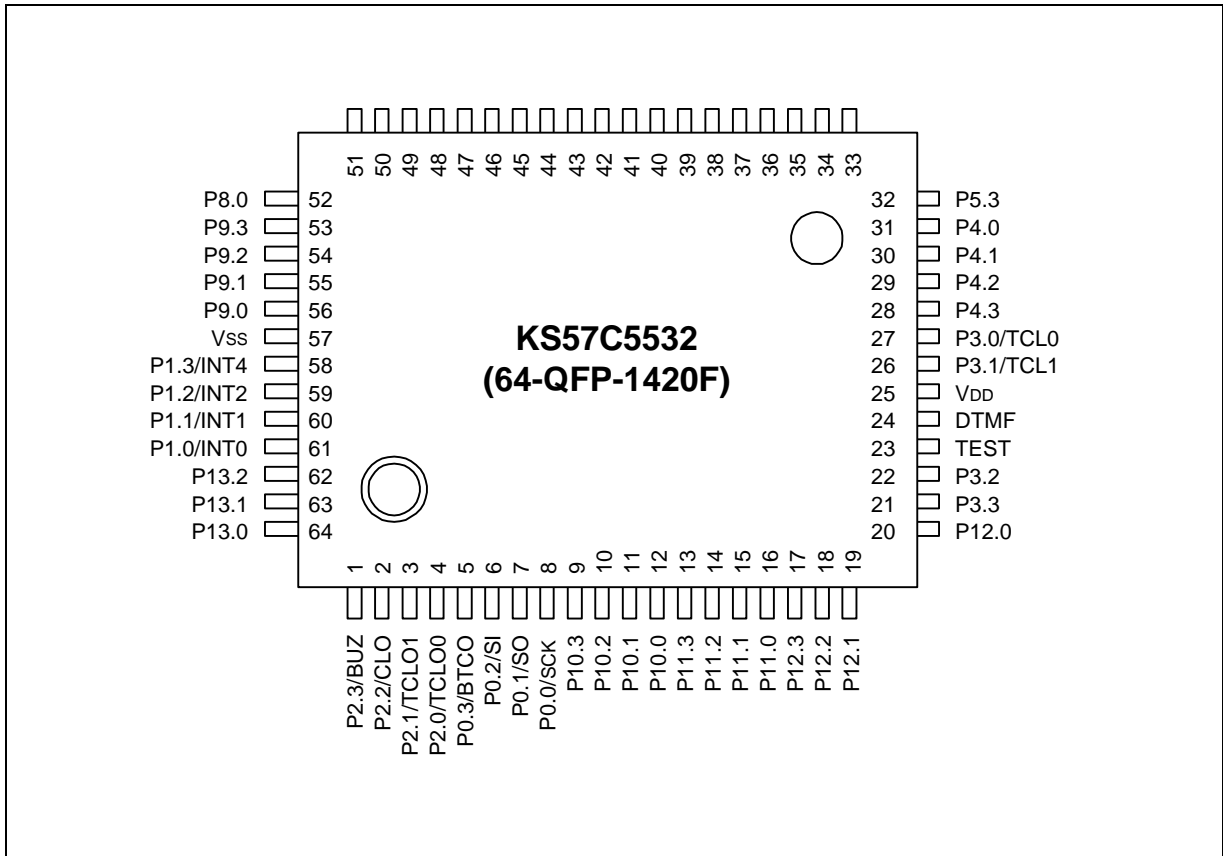 51 50 49 48 47 46 45 44 43 42 41 40 39 38 37 36 35 34 33
P8.0 52
P9.3 53
P9.2 54
P9.1 55
P9.0 56
VSS 57
P1.3/INT4 58
P1.2/INT2 59
P1.1/INT1 60
P1.0/INT0 61
P13.2 62
P13.1 63
P13.0 64
KS57C5532
(64-QFP-1420F)
32 P5.3
31 P4.0
30 P4.1
29 P4.2
28 P4.3
27 P3.0/TCL0
26 P3.1/TCL1
25 VDD
24 DTMF
23 TEST
22 P3.2
21 P3.3
20 P12.0
1 2 3 4 5 6 7 8 9 10 11 12 13 14 15 16 17 18 19
P2.3/BUZ
P2.2/CLO
P2.1/TCLO1
P2.0/TCLO0
P0.3/BTCO
P0.2/SI
P0.1/SO
P0.0/SCK
P10.3
P10.2
P10.1
P10.0
P11.3
P11.2
P11.1
P11.0
P12.3
P12.2
P12.1